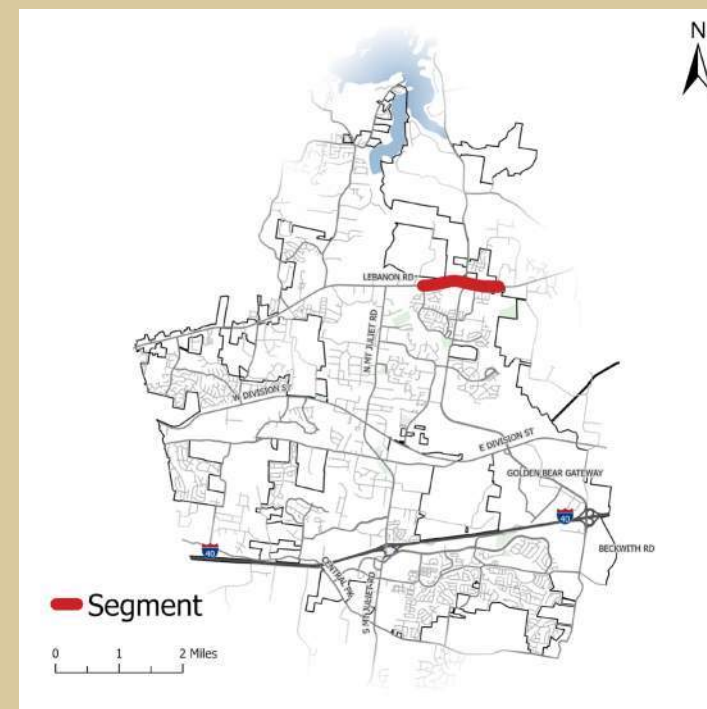 N
LEBANON RD
N MT JULIET RD
W DIVISION ST
E DIVISION ST
GOLDEN BEAR GATEWAY
40
BECKWITH RD
40
CENTRAL PIK
S MT JULIET RD
Segment
0 1 2 Miles